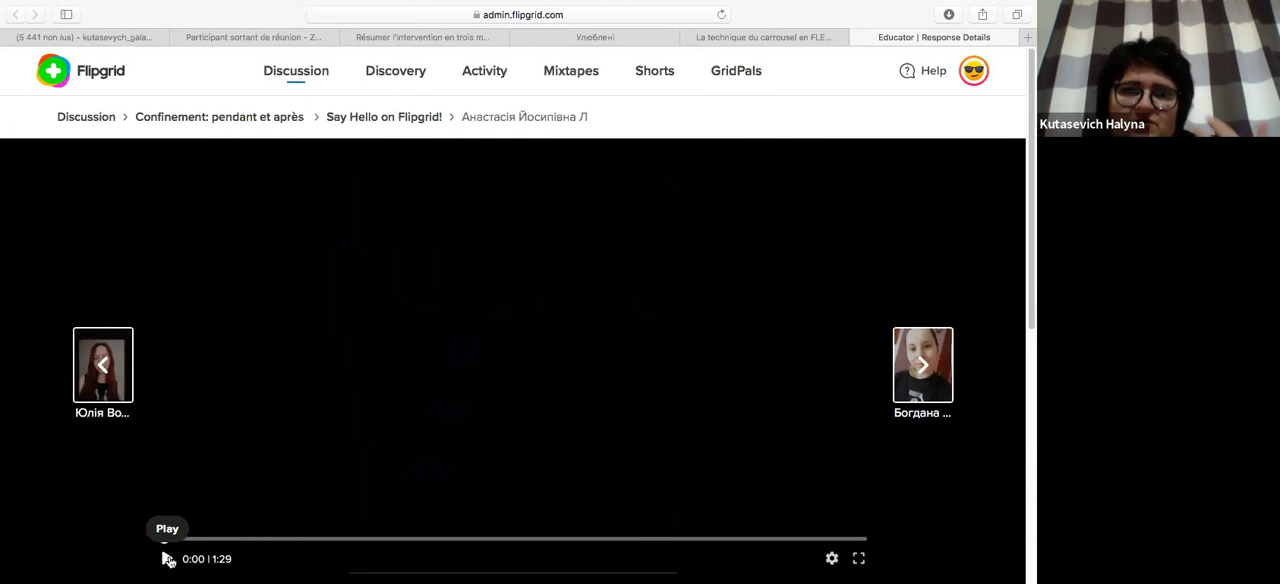 admin.flipgrid.com
(5 441 non lus) - kutasevych_gala...
Participant sortant de réunion - Z...
Résumer l'intervention en trois m...
Улюблені
La technique du carrousel en FLE...
Educator | Response Details
Flipgrid
Discussion
Discovery
Activity
Mixtapes
Shorts
GridPals
Help
Discussion > Confinement: pendant et après > Say Hello on Flipgrid! > Анастасія Йосипівна Л
Kutasevich Halyna
Юлія Во...
Богдана ...
Play
0:00 | 1:29